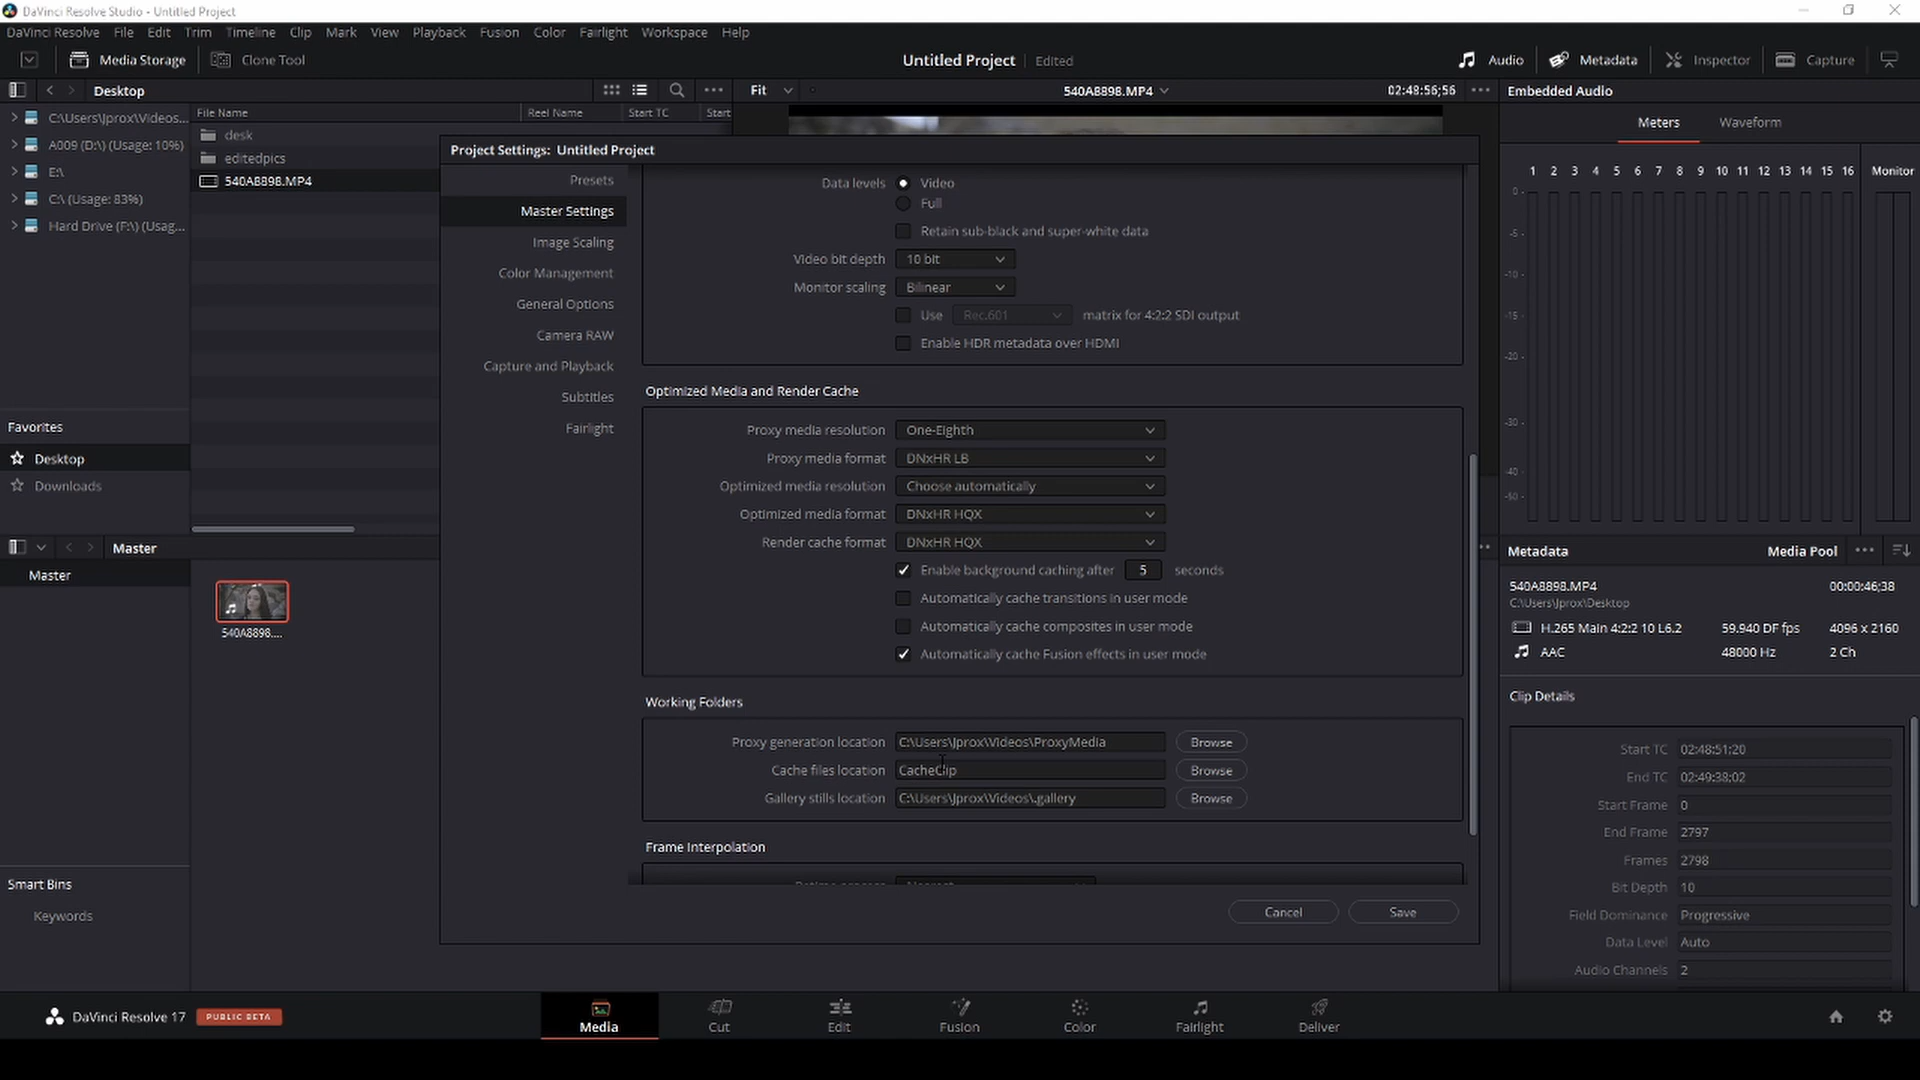 DaVinci Resolve Studio - Untitled Project
DaVinci Resolve File Edit Trim Timeline Clip Mark View Playback Fusion Color Fairlight Workspace Help
Media Storage Clone Tool Untitled Project Edited Audio Metadata Inspector Capture
Desktop Fit 540A8898.MP4 02:48:56;56 Embedded Audio
File Name Reel Name Start TC Start
C:\Users\Jprox\Videos...
A009 (D:\) (Usage: 10%)
E:\
C:\ (Usage: 83%)
Hard Drive (F:\) (Usag...
desk
editedpics
540A8898.MP4
Favorites
Desktop
Downloads
Master
Master
540A8898....
Smart Bins
Keywords
Project Settings: Untitled Project
Presets
Master Settings
Image Scaling
Color Management
General Options
Camera RAW
Capture and Playback
Subtitles
Fairlight
Data levels Video
Full
Retain sub-black and super-white data
Video bit depth 10 bit
Monitor scaling Bilinear
Use Rec.601 matrix for 4:2:2 SDI output
Enable HDR metadata over HDMI
Optimized Media and Render Cache
Proxy media resolution One-Eighth
Proxy media format DNxHR LB
Optimized media resolution Choose automatically
Optimized media format DNxHR HQX
Render cache format DNxHR HQX
Enable background caching after 5 seconds
Automatically cache transitions in user mode
Automatically cache composites in user mode
Automatically cache Fusion effects in user mode
Working Folders
Proxy generation location C:\Users\Jprox\Videos\ProxyMedia Browse
Cache files location CacheClip Browse
Gallery stills location C:\Users\Jprox\Videos\.gallery Browse
Frame Interpolation
Cancel Save
Meters Waveform
1 2 3 4 5 6 7 8 9 10 11 12 13 14 15 16 Monitor
0
-5
-10
-15
-20
-30
-40
-50
Metadata Media Pool
540A8898.MP4 00:00:46;38
C:\Users\Jprox\Desktop
H.265 Main 4:2:2 10 L6.2 59.940 DF fps 4096 x 2160
AAC 48000 Hz 2 Ch
Clip Details
Start TC 02:48:51;20
End TC 02:49:38;02
Start Frame 0
End Frame 2797
Frames 2798
Bit Depth 10
Field Dominance Progressive
Data Level Auto
Audio Channels 2
DaVinci Resolve 17 PUBLIC BETA
Media Cut Edit Fusion Color Fairlight Deliver